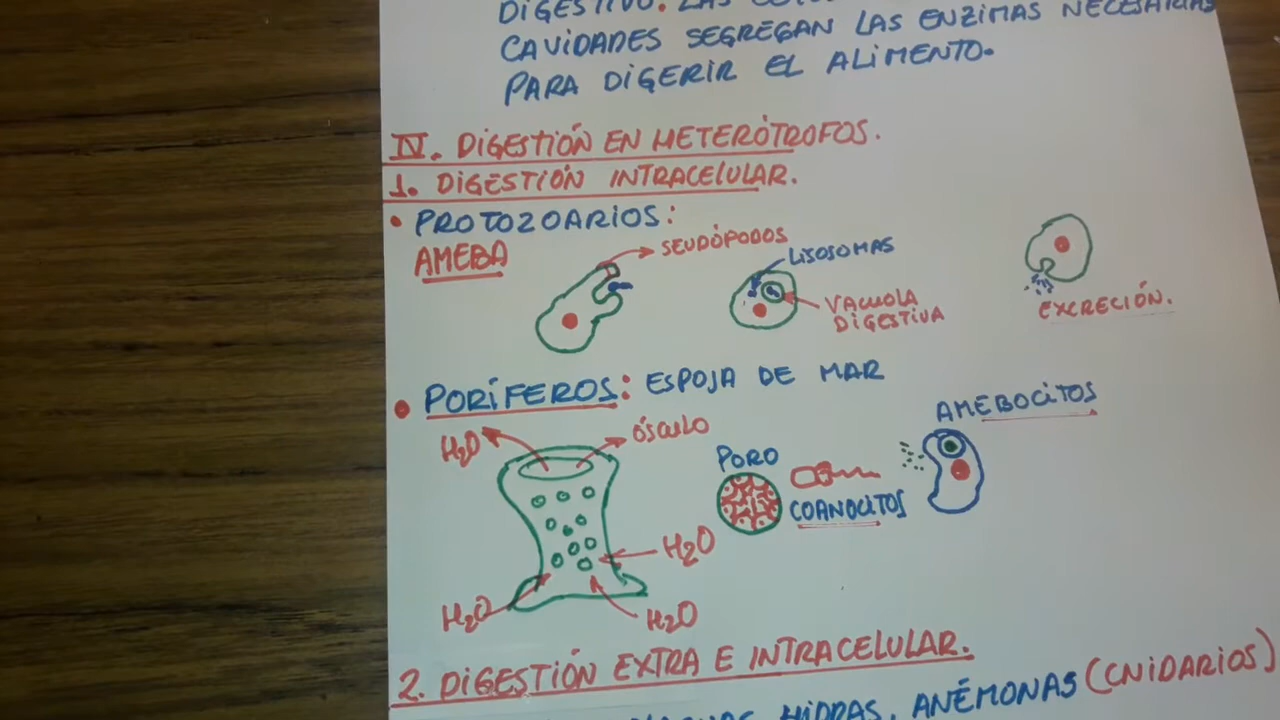 DIGESTIVO. LAS
CAVIDADES SEGREGAN LAS ENZIMAS NECESARIAS
PARA DIGERIR EL ALIMENTO.
IV. DIGESTIÓN EN HETERÓTROFOS.
1. DIGESTIÓN INTRACELULAR.
• PROTOZOARIOS:
AMEBA
SEUDÓPODOS
LISOSOMAS
VACUOLA
DIGESTIVA
EXCRECIÓN.
• PORÍFEROS: ESPOJA DE MAR
H2O
ÓSCULO
PORO
COANOCITOS
AMEBOCITOS
H2O
H2O
H2O
2. DIGESTIÓN EXTRA E INTRACELULAR.
HIDRAS, ANÉMONAS (CNIDARIOS)